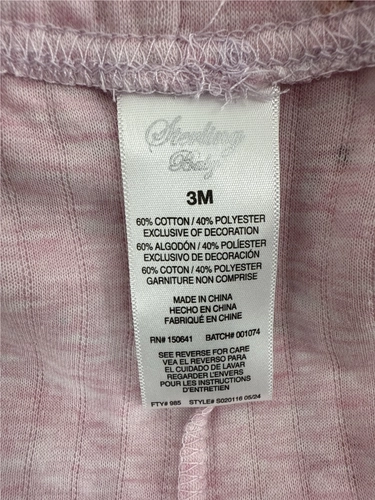 Sterling
Baby
3M
60% COTTON / 40% POLYESTER
EXCLUSIVE OF DECORATION
60% ALGODÓN / 40% POLIÉSTER
EXCLUSIVO DE DECORACIÓN
60% COTON / 40% POLYESTER
GARNITURE NON COMPRISE
MADE IN CHINA
HECHO EN CHINA
FABRIQUÉ EN CHINE
RN# 150641 BATCH# 001074
SEE REVERSE FOR CARE
VEA EL REVERSO PARA
EL CUIDADO DE LAVAR
REGARDER L'ENVERS
POUR LES INSTRUCTIONS
D'ENTRETIEN
FTY# 985 STYLE# S020116 05/24